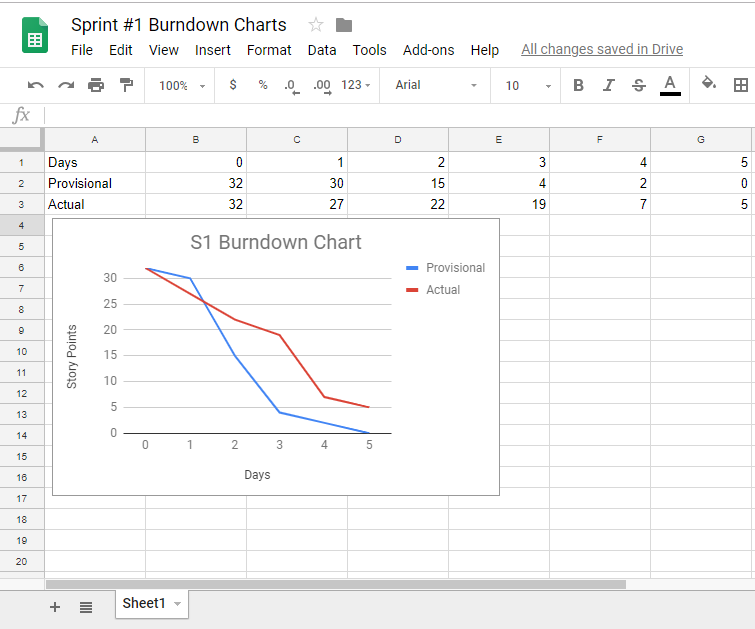 Sprint #1 Burndown Charts
File Edit View Insert Format Data Tools Add-ons Help All changes saved in Drive
100% $ % .0 .00 123 Arial 10 B I S A
fx
A B C D E F G
1 Days 0 1 2 3 4 5
2 Provisional 32 30 15 4 2 0
3 Actual 32 27 22 19 7 5
4
5
6
7
8
9
10
11
12
13
14
15
16
17
18
19
20
S1 Burndown Chart
Provisional
Actual
Story Points
30
25
20
15
10
5
0
0 1 2 3 4 5
Days
Sheet1